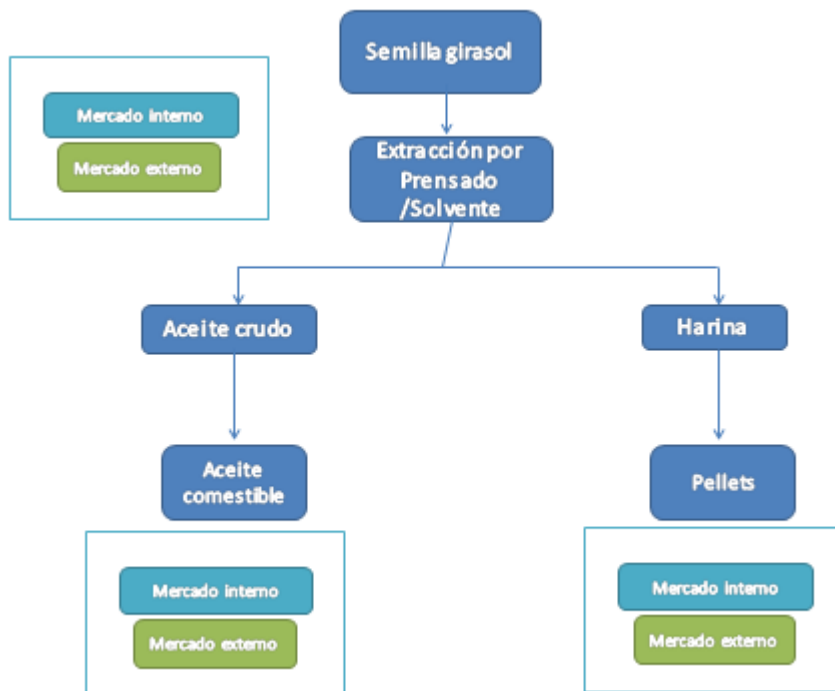 Semilla girasol
Mercado interno
Mercado externo
Extracción por
Prensado
/Solvente
Aceite crudo
Harina
Aceite
comestible
Pellets
Mercado interno
Mercado externo
Mercado interno
Mercado externo